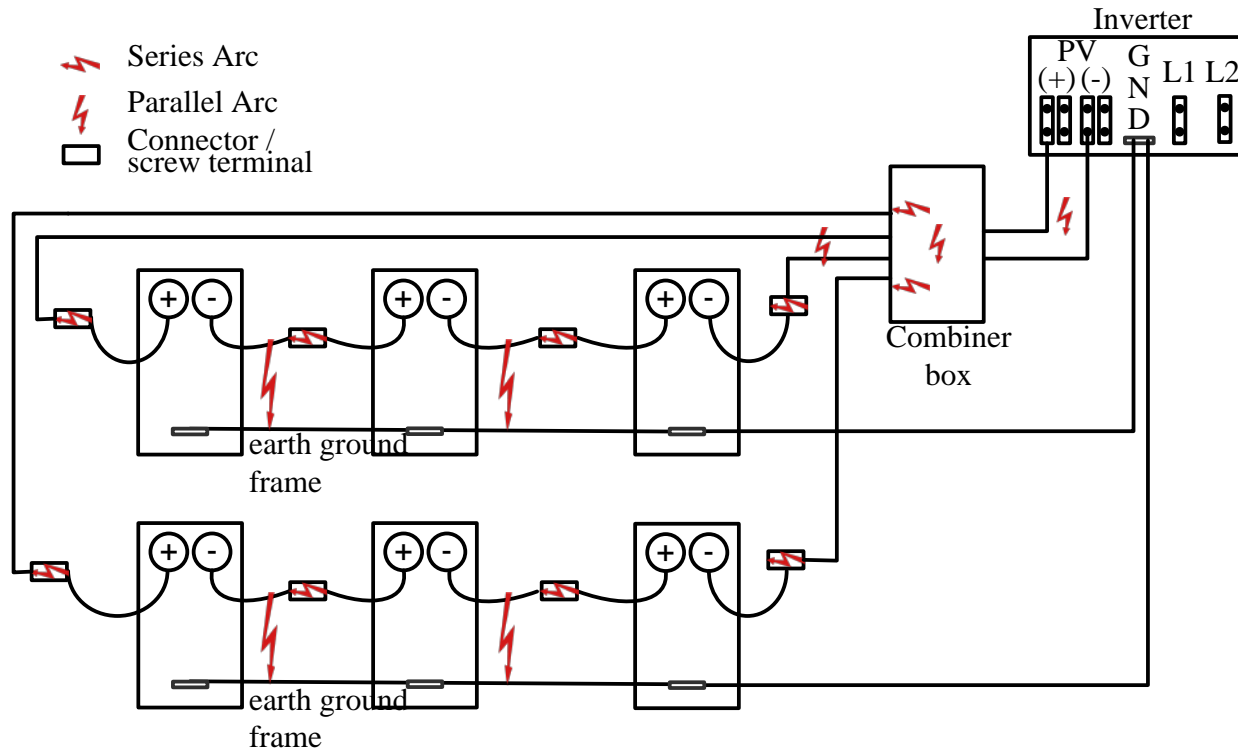 Inverter
PV
(+) (-)
G
N
D
L1 L2
Series Arc
Parallel Arc
Connector /
screw terminal
Combiner
box
+ - + - + -
earth ground
frame
+ - + - + -
earth ground
frame